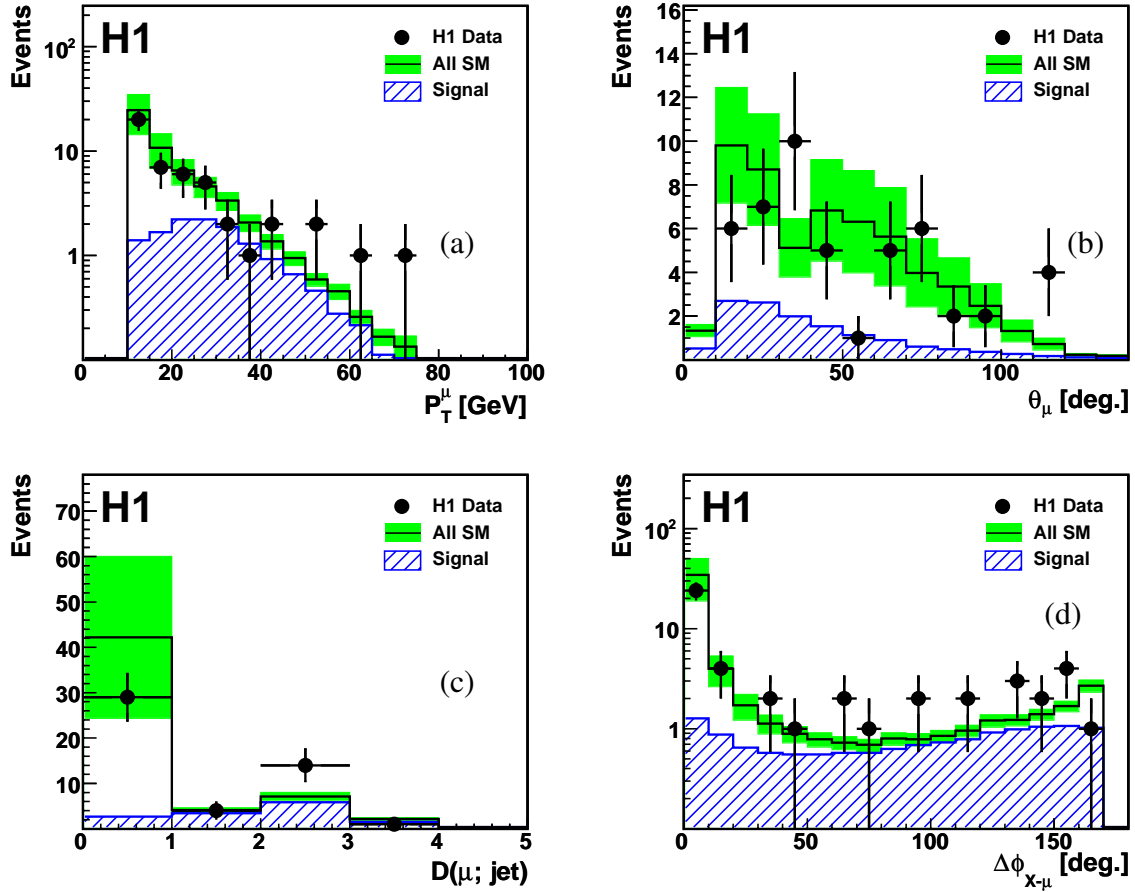 H1
Events
10²
10
1
H1 Data
All SM
Signal
(a)
0 20 40 60 80 100
P_T^μ [GeV]
H1
Events
16
14
12
10
8
6
4
2
H1 Data
All SM
Signal
(b)
0 50 100
θ_μ [deg.]
H1
Events
70
60
50
40
30
20
10
H1 Data
All SM
Signal
(c)
0 1 2 3 4 5
D(μ; jet)
H1
Events
10²
10
1
H1 Data
All SM
Signal
(d)
0 50 100 150
Δϕ_X-μ [deg.]